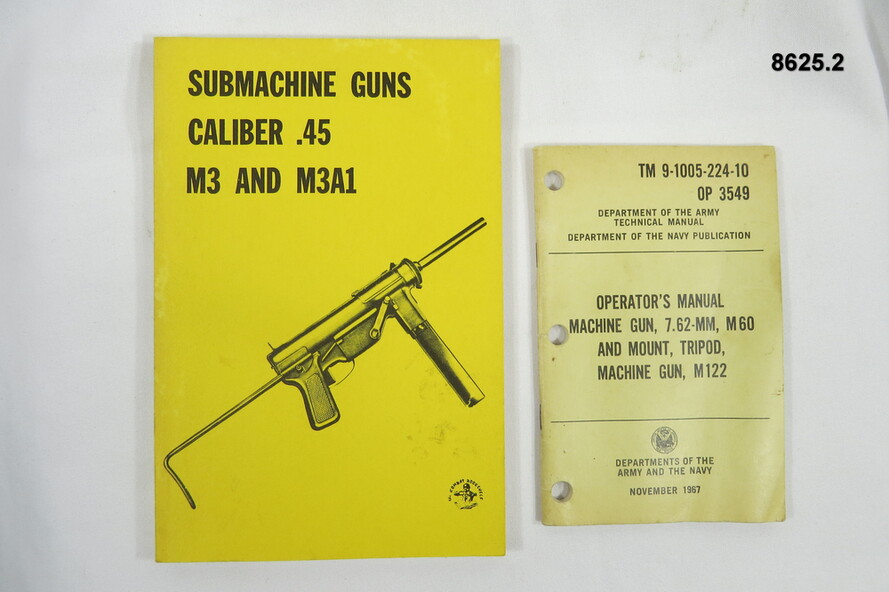 8625.2
SUBMACHINE GUNS
CALIBER .45
M3 AND M3A1
TM 9-1005-224-10
OP 3549
DEPARTMENT OF THE ARMY
TECHNICAL MANUAL
DEPARTMENT OF THE NAVY PUBLICATION
OPERATOR'S MANUAL
MACHINE GUN, 7.62-MM, M60
AND MOUNT, TRIPOD,
MACHINE GUN, M122
DEPARTMENTS OF THE
ARMY AND THE NAVY
NOVEMBER 1967